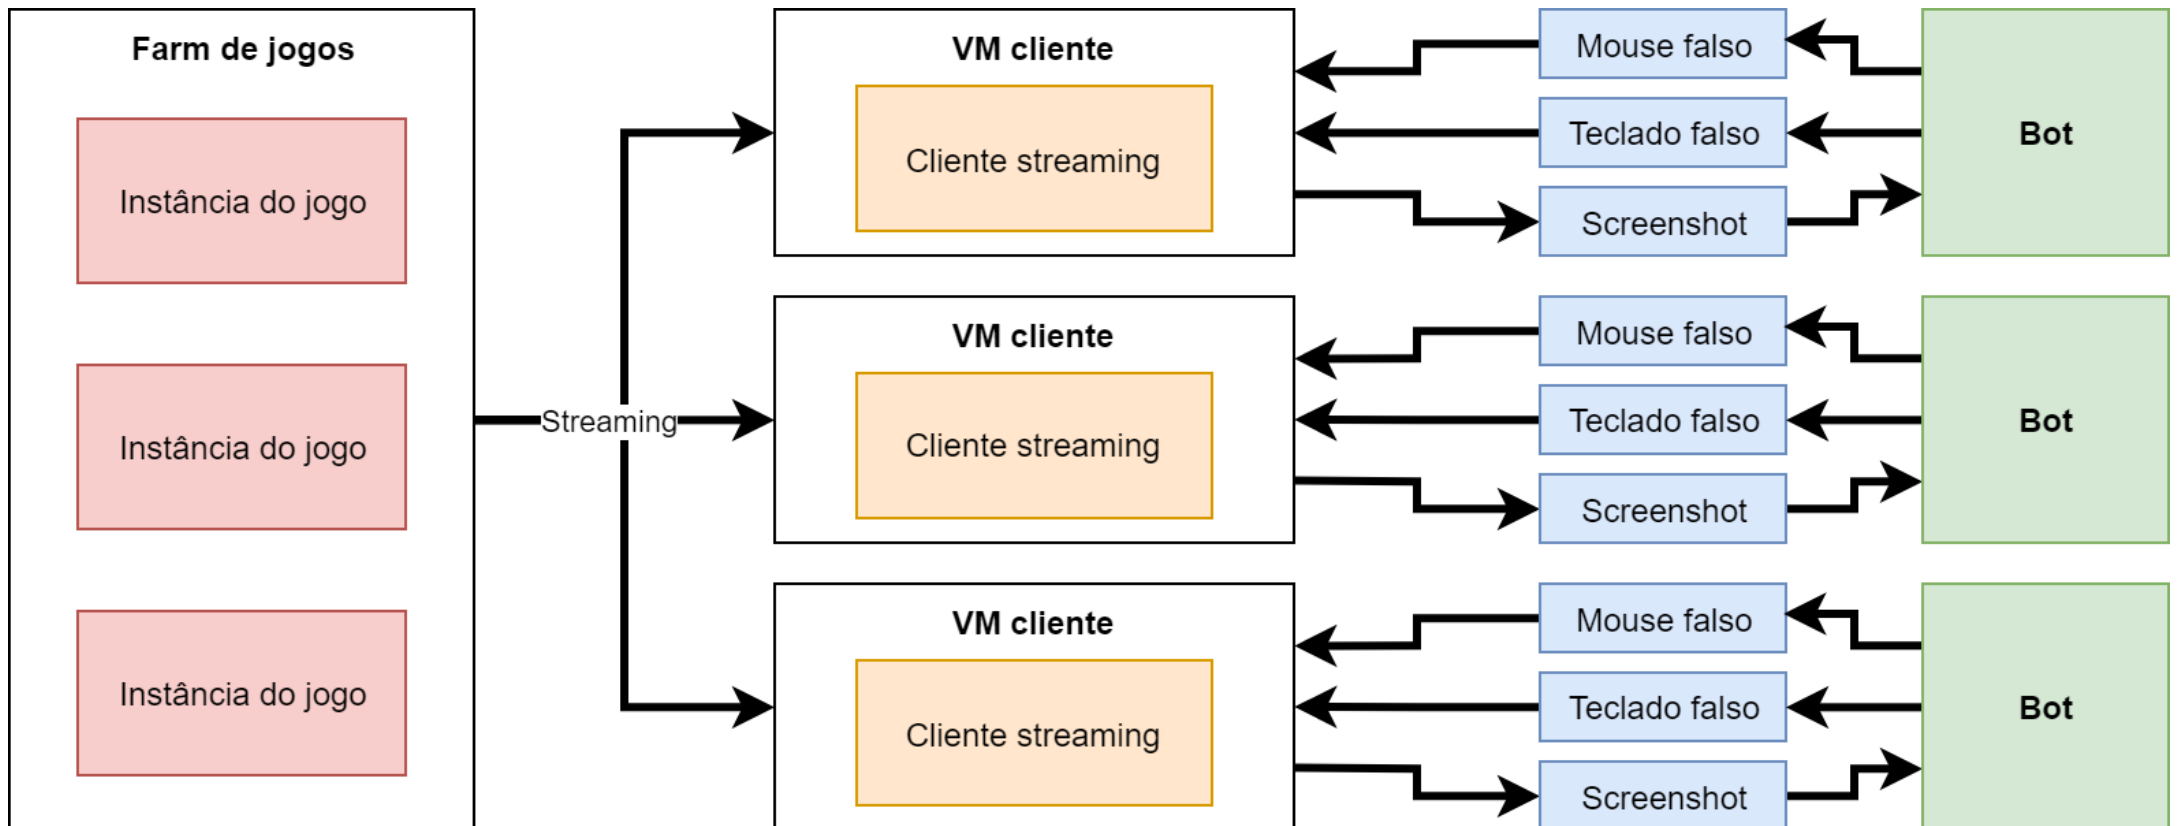 Farm de jogos
Instância do jogo
Instância do jogo
Instância do jogo
Streaming
VM cliente
Cliente streaming
Mouse falso
Teclado falso
Screenshot
Bot
VM cliente
Cliente streaming
Mouse falso
Teclado falso
Screenshot
Bot
VM cliente
Cliente streaming
Mouse falso
Teclado falso
Screenshot
Bot